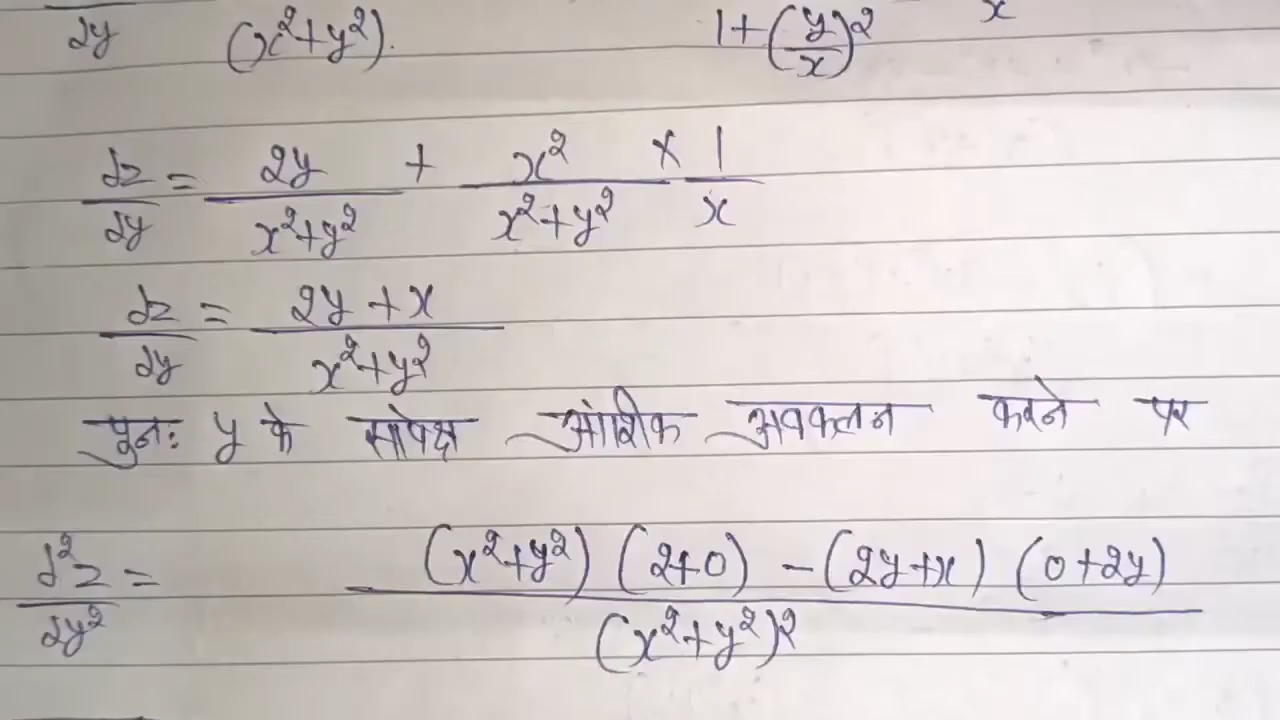 ∂y (x²+y²). 1+(y/x)² x
∂z/∂y = 2y/(x²+y²) + x²/(x²+y²) × 1/x
∂z/∂y = (2y+x)/(x²+y²)
पुनः y के सापेक्ष आंशिक अवकलन करने पर
∂²z/∂y² = ((x²+y²) (2+0) - (2y+x) (0+2y))/(x²+y²)²